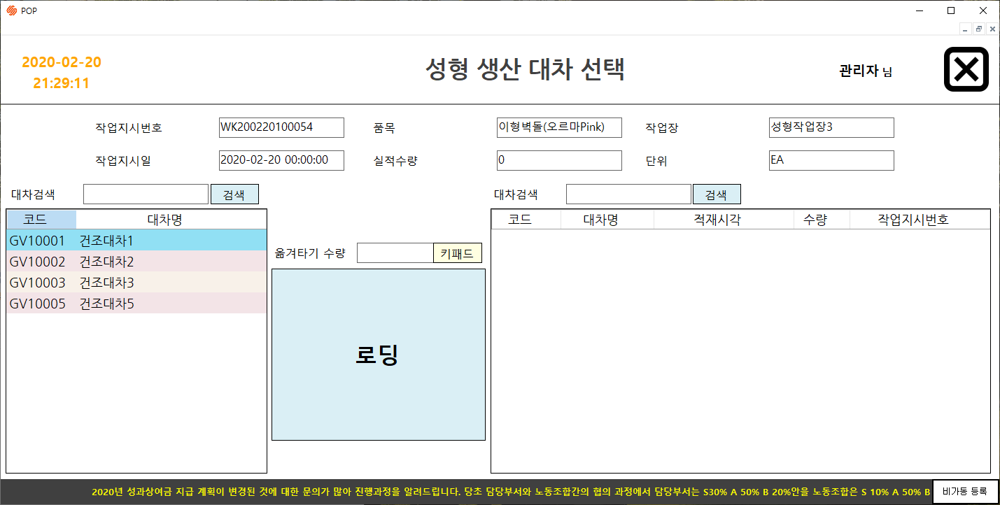 POP
2020-02-20
21:29:11
성형 생산 대차 선택
관리자 님
작업지시번호 WK200220100054 품목 이형벽돌(오르마Pink) 작업장 성형작업장3
작업지시일 2020-02-20 00:00:00 실적수량 0 단위 EA
대차검색 검색 대차검색 검색
코드 대차명
GV10001 건조대차1
GV10002 건조대차2
GV10003 건조대차3
GV10005 건조대차5
옮겨타기 수량 키패드
로딩
코드 대차명 적재시각 수량 작업지시번호
2020년 성과상여금 지급 계획이 변경된 것에 대한 문의가 많아 진행과정을 알려드립니다. 당초 담당부서와 노동조합간의 협의 과정에서 담당부서는 S30% A 50% B 20%안을 노동조합은 S 10% A 50% B
비가동 등록